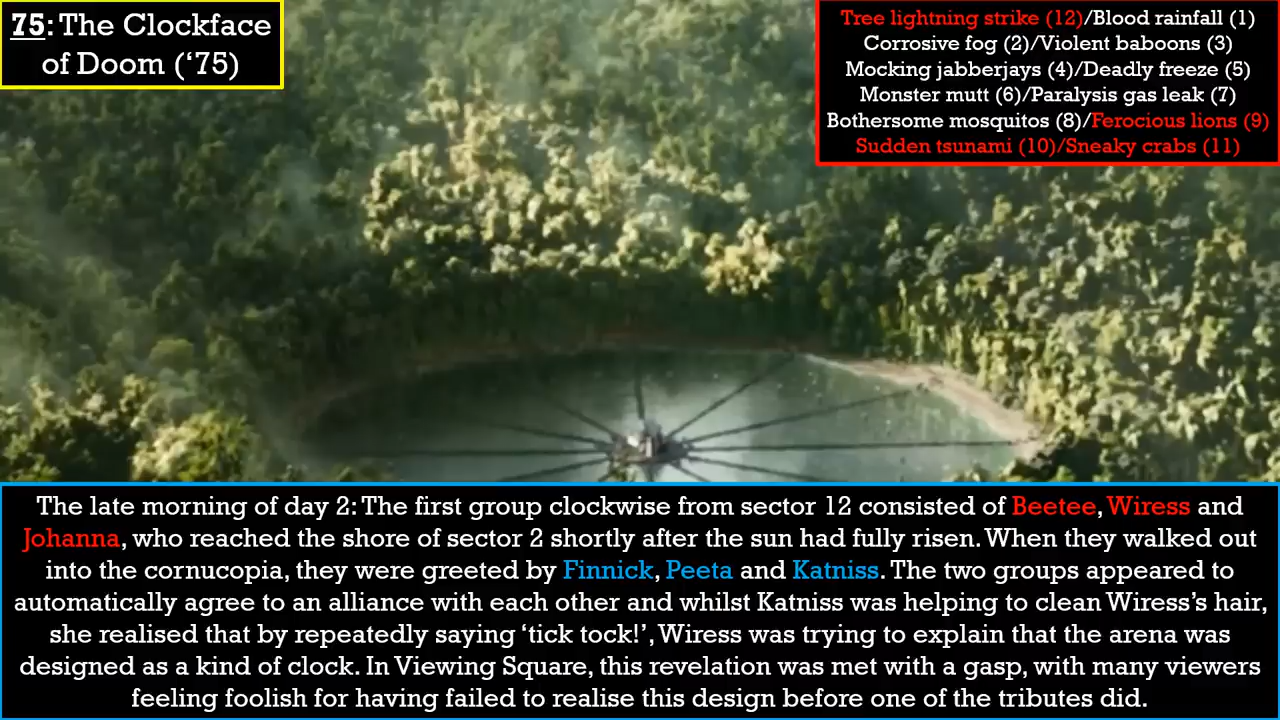 75: The Clockface
of Doom (‘75)
Tree lightning strike (12)/Blood rainfall (1)
Corrosive fog (2)/Violent baboons (3)
Mocking jabberjays (4)/Deadly freeze (5)
Monster mutt (6)/Paralysis gas leak (7)
Bothersome mosquitos (8)/Ferocious lions (9)
Sudden tsunami (10)/Sneaky crabs (11)
The late morning of day 2: The first group clockwise from sector 12 consisted of Beetee, Wiress and
Johanna, who reached the shore of sector 2 shortly after the sun had fully risen. When they walked out
into the cornucopia, they were greeted by Finnick, Peeta and Katniss. The two groups appeared to
automatically agree to an alliance with each other and whilst Katniss was helping to clean Wiress’s hair,
she realised that by repeatedly saying ‘tick tock!’, Wiress was trying to explain that the arena was
designed as a kind of clock. In Viewing Square, this revelation was met with a gasp, with many viewers
feeling foolish for having failed to realise this design before one of the tributes did.